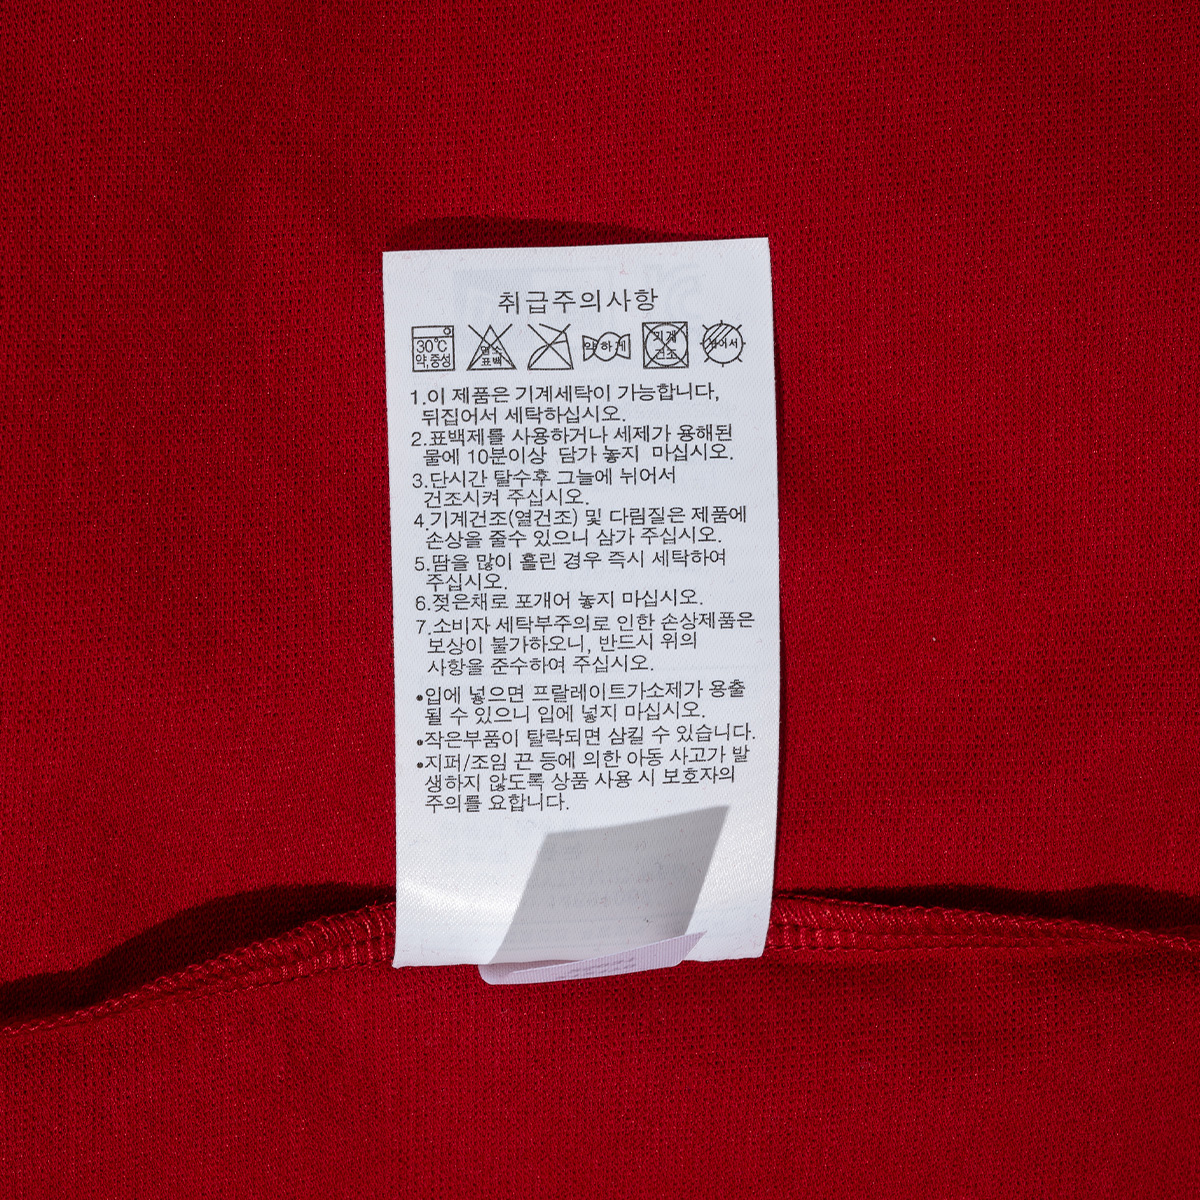 취급주의사항
30℃
약,중성
염소
표백
약하게
기계
건조
뉘어서
1.이 제품은 기계세탁이 가능합니다,
뒤집어서 세탁하십시오.
2.표백제를 사용하거나 세제가 용해된
물에 10분이상 담가 놓지 마십시오.
3.단시간 탈수후 그늘에 뉘어서
건조시켜 주십시오.
4.기계건조(열건조) 및 다림질은 제품에
손상을 줄수 있으니 삼가 주십시오.
5.땀을 많이 흘린 경우 즉시 세탁하여
주십시오.
6.젖은채로 포개어 놓지 마십시오.
7.소비자 세탁부주의로 인한 손상제품은
보상이 불가하오니, 반드시 위의
사항을 준수하여 주십시오.
•입에 넣으면 프랄레이트가소제가 용출
될 수 있으니 입에 넣지 마십시오.
•작은부품이 탈락되면 삼킬 수 있습니다.
•지퍼/조임 끈 등에 의한 아동 사고가 발
생하지 않도록 상품 사용 시 보호자의
주의를 요합니다.